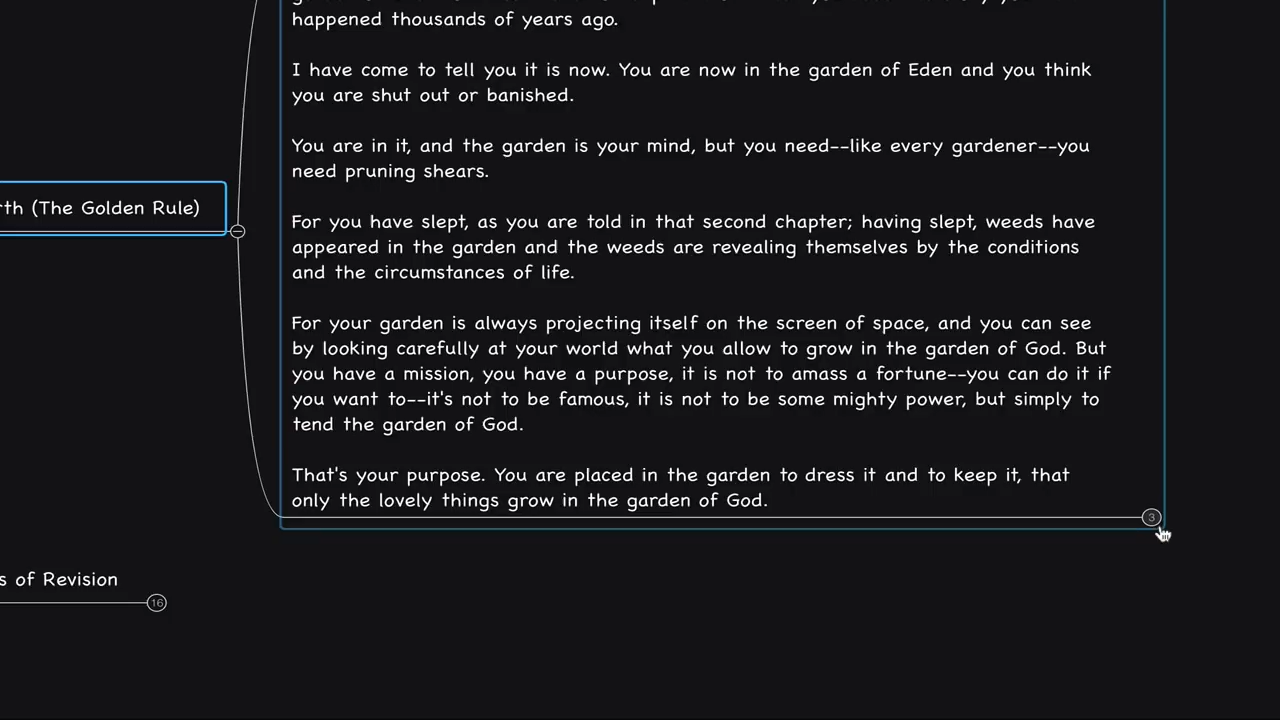 happened thousands of years ago.
I have come to tell you it is now. You are now in the garden of Eden and you think
you are shut out or banished.
You are in it, and the garden is your mind, but you need--like every gardener--you
need pruning shears.
rth (The Golden Rule)
For you have slept, as you are told in that second chapter; having slept, weeds have
appeared in the garden and the weeds are revealing themselves by the conditions
and the circumstances of life.
For your garden is always projecting itself on the screen of space, and you can see
by looking carefully at your world what you allow to grow in the garden of God. But
you have a mission, you have a purpose, it is not to amass a fortune--you can do it if
you want to--it's not to be famous, it is not to be some mighty power, but simply to
tend the garden of God.
That's your purpose. You are placed in the garden to dress it and to keep it, that
only the lovely things grow in the garden of God.
3
s of Revision
16